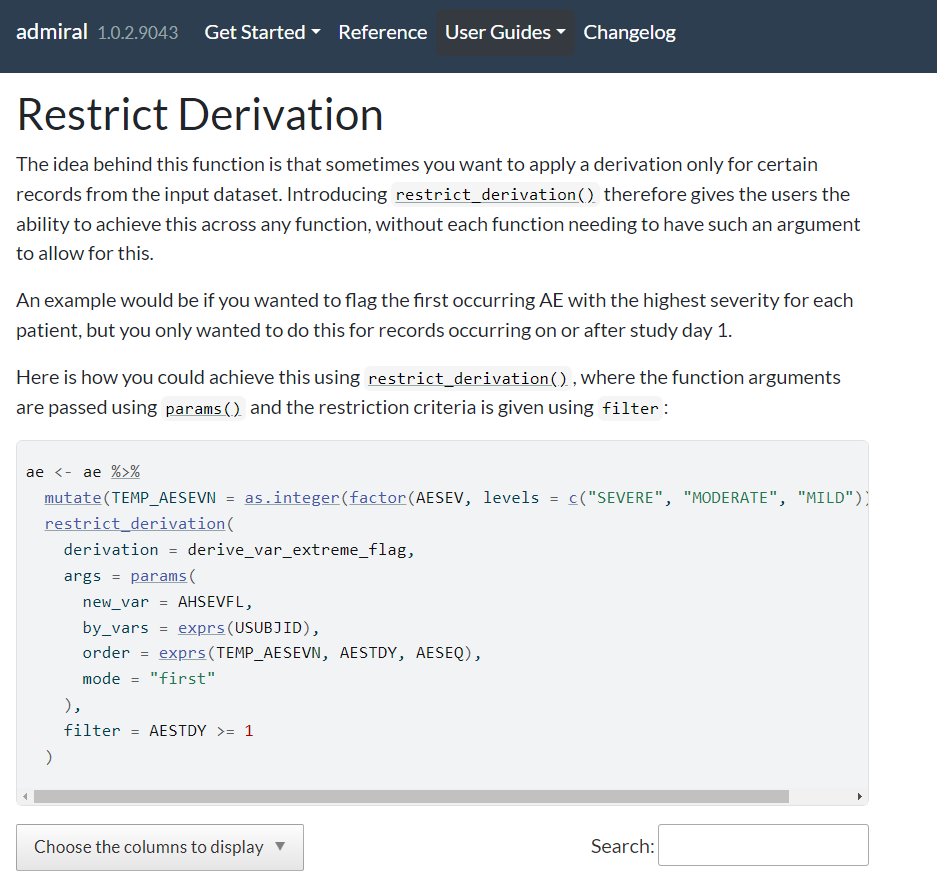 admiral 1.0.2.9043 Get Started Reference User Guides Changelog
Restrict Derivation
The idea behind this function is that sometimes you want to apply a derivation only for certain
records from the input dataset. Introducing restrict_derivation() therefore gives the users the
ability to achieve this across any function, without each function needing to have such an argument
to allow for this.
An example would be if you wanted to flag the first occurring AE with the highest severity for each
patient, but you only wanted to do this for records occurring on or after study day 1.
Here is how you could achieve this using restrict_derivation(), where the function arguments
are passed using params() and the restriction criteria is given using filter:
ae <- ae %>%
  mutate(TEMP_AESEVN = as.integer(factor(AESEV, levels = c("SEVERE", "MODERATE", "MILD"))
  restrict_derivation(
    derivation = derive_var_extreme_flag,
    args = params(
      new_var = AHSEVFL,
      by_vars = exprs(USUBJID),
      order = exprs(TEMP_AESEVN, AESTDY, AESEQ),
      mode = "first"
    ),
    filter = AESTDY >= 1
  )
Choose the columns to display Search: